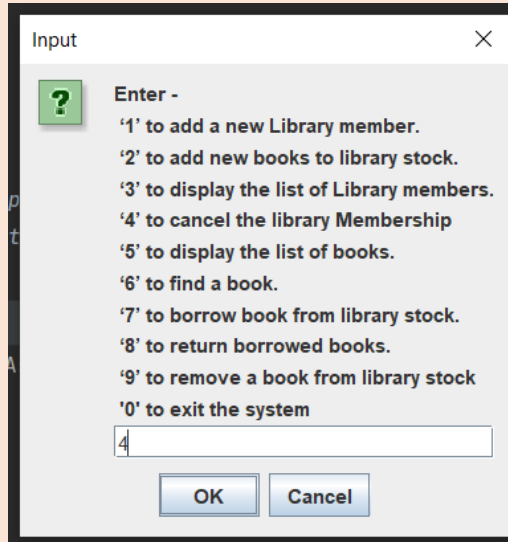 Input
Enter -
‘1’ to add a new Library member.
‘2’ to add new books to library stock.
‘3’ to display the list of Library members.
‘4’ to cancel the library Membership
‘5’ to display the list of books.
‘6’ to find a book.
‘7’ to borrow book from library stock.
‘8’ to return borrowed books.
‘9’ to remove a book from library stock
'0' to exit the system
4
OK Cancel